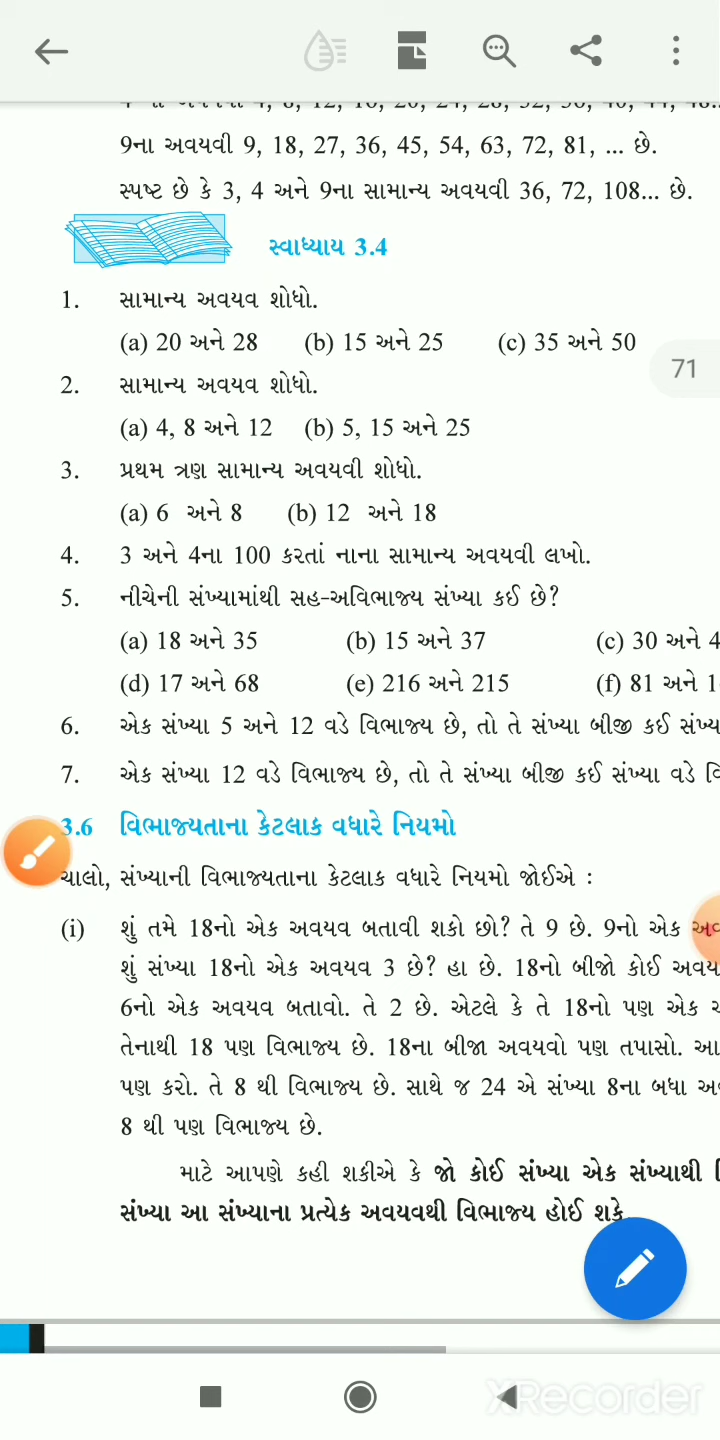 9ના અવયવી 9, 18, 27, 36, 45, 54, 63, 72, 81, ... છે.
સ્પષ્ટ છે કે 3, 4 અને 9ના સામાન્ય અવયવી 36, 72, 108... છે.
સ્વાધ્યાય 3.4
1. સામાન્ય અવયવ શોધો.
(a) 20 અને 28 (b) 15 અને 25 (c) 35 અને 50
71
2. સામાન્ય અવયવ શોધો.
(a) 4, 8 અને 12 (b) 5, 15 અને 25
3. પ્રથમ ત્રણ સામાન્ય અવયવી શોધો.
(a) 6 અને 8 (b) 12 અને 18
4. 3 અને 4ના 100 કરતાં નાના સામાન્ય અવયવી લખો.
5. નીચેની સંખ્યામાંથી સહ-અવિભાજ્ય સંખ્યા કઈ છે?
(a) 18 અને 35 (b) 15 અને 37 (c) 30 અને 4
(d) 17 અને 68 (e) 216 અને 215 (f) 81 અને 1
6. એક સંખ્યા 5 અને 12 વડે વિભાજ્ય છે, તો તે સંખ્યા બીજી કઈ
7. એક સંખ્યા 12 વડે વિભાજ્ય છે, તો તે સંખ્યા બીજી કઈ સંખ્યા વડે
3.6 વિભાજ્યતાના કેટલાક વધારે નિયમો
ચાલો, સંખ્યાની વિભાજ્યતાના કેટલાક વધારે નિયમો જોઈએ :
(i) શું તમે 18નો એક અવયવ બતાવી શકો છો? તે 9 છે. 9નો એક
શું સંખ્યા 18નો એક અવયવ 3 છે? હા છે. 18નો બીજો કોઈ
6નો એક અવયવ બતાવો. તે 2 છે. એટલે કે તે 18નો પણ એક
તેનાથી 18 પણ વિભાજ્ય છે. 18ના બીજા અવયવો પણ તપાસો. આ
પણ કરો. તે 8 થી વિભાજ્ય છે. સાથે જ 24 એ સંખ્યા 8ના બધા
8 થી પણ વિભાજ્ય છે.
માટે આપણે કહી શકીએ કે જો કોઈ સંખ્યા એક સંખ્યાથી
સંખ્યા આ સંખ્યાના પ્રત્યેક અવયવથી વિભાજ્ય હોઈ શકે
XRecorder